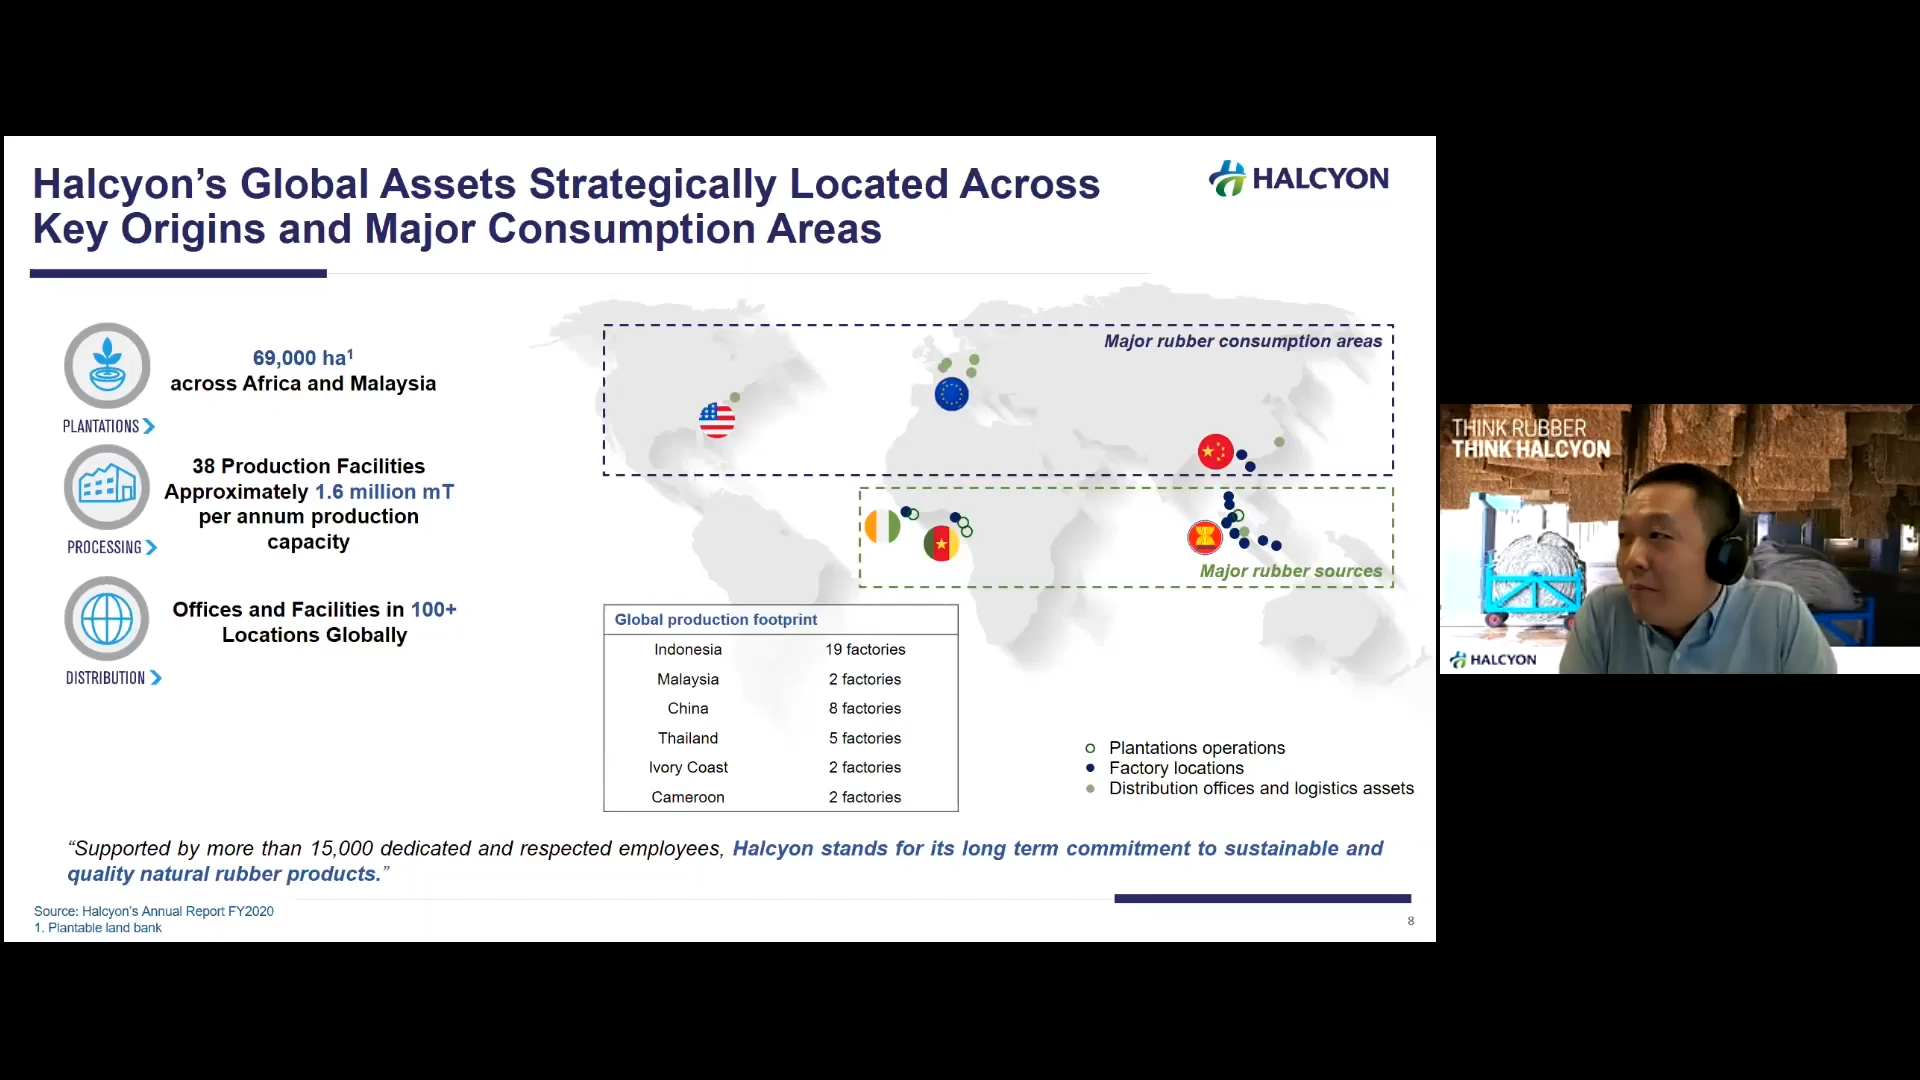 Halcyon's Global Assets Strategically Located Across
Key Origins and Major Consumption Areas
HALCYON
69,000 ha1
across Africa and Malaysia
PLANTATIONS
38 Production Facilities
Approximately 1.6 million mT
per annum production
capacity
PROCESSING
Offices and Facilities in 100+
Locations Globally
DISTRIBUTION
Major rubber consumption areas
Major rubber sources
Global production footprint
Indonesia 19 factories
Malaysia 2 factories
China 8 factories
Thailand 5 factories
Ivory Coast 2 factories
Cameroon 2 factories
Plantations operations
Factory locations
Distribution offices and logistics assets
“Supported by more than 15,000 dedicated and respected employees, Halcyon stands for its long term commitment to sustainable and
quality natural rubber products.”
Source: Halcyon's Annual Report FY2020
1. Plantable land bank
8
THINK RUBBER
THINK HALCYON
HALCYON